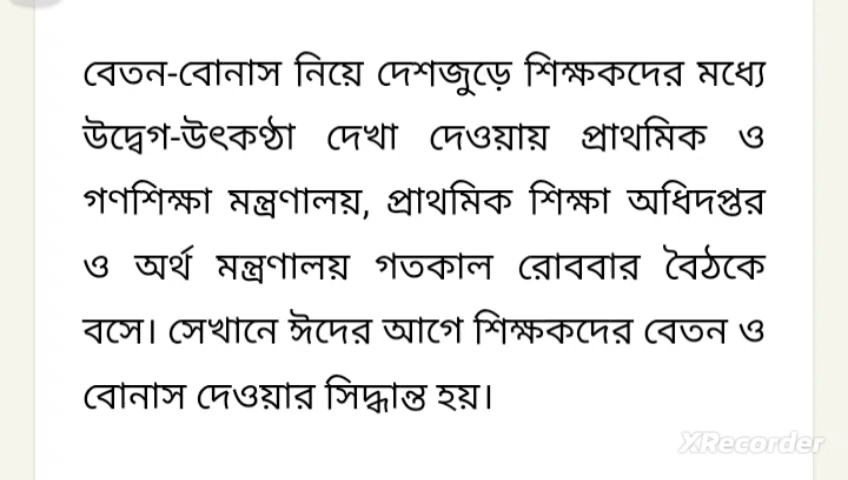 বেতন-বোনাস নিয়ে দেশজুড়ে শিক্ষকদের মধ্যে
উদ্বেগ-উৎকণ্ঠা দেখা দেওয়ায় প্রাথমিক ও
গণশিক্ষা মন্ত্রণালয়, প্রাথমিক শিক্ষা অধিদপ্তর
ও অর্থ মন্ত্রণালয় গতকাল রোববার বৈঠকে
বসে। সেখানে ঈদের আগে শিক্ষকদের বেতন ও
বোনাস দেওয়ার সিদ্ধান্ত হয়।
XRecorder